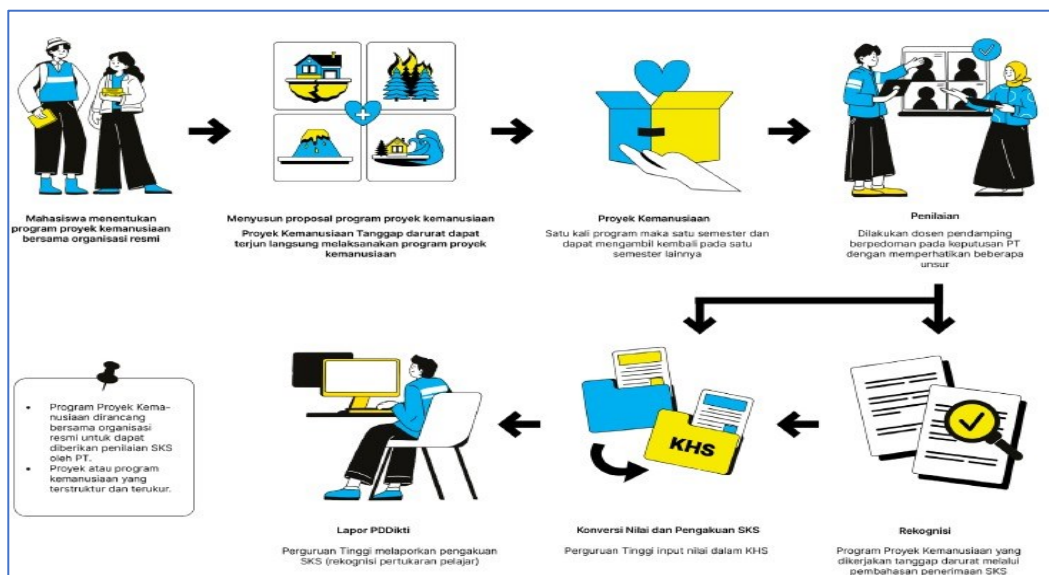 Mahasiswa menentukan
program proyek kemanusiaan
bersama organisasi resmi
Menyusun proposal program proyek kemanusiaan
Proyek Kemanusiaan Tanggap darurat dapat
terjun langsung melaksanakan program proyek
kemanusiaan
Proyek Kemanusiaan
Satu kali program maka satu semester dan
dapat mengambil kembali pada satu
semester lainnya
Penilaian
Dilakukan dosen pendamping
berpedoman pada keputusan PT
dengan memperhatikan beberapa
unsur
Rekognisi
Program Proyek Kemanusiaan yang
dikerjakan tanggap darurat melalui
pembahasan penerimaan SKS
KHS
Konversi Nilai dan Pengakuan SKS
Perguruan Tinggi input nilai dalam KHS
Lapor PDDikti
Perguruan Tinggi melaporkan pengakuan
SKS (rekognisi pertukaran pelajar)
• Program Proyek Kema-
nusiaan dirancang
bersama organisasi
resmi untuk dapat
diberikan penilaian SKS
oleh PT.
• Proyek atau program
kemanusiaan yang
terstruktur dan terukur.